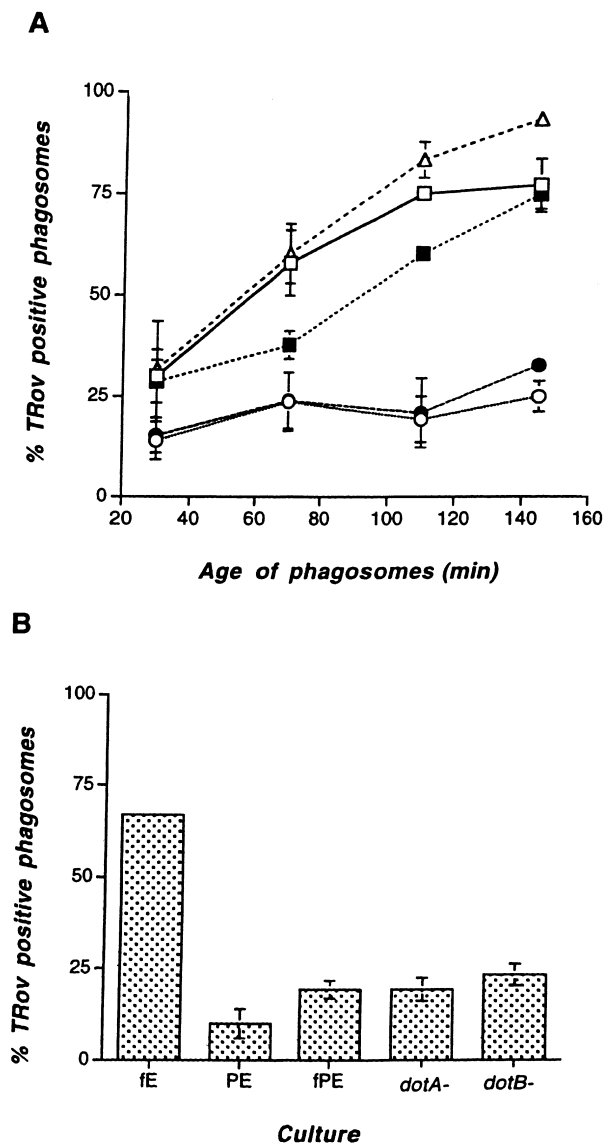 A
100
75
50
25
0
% TRov positive phagosomes
20 40 60 80 100 120 140 160
Age of phagosomes (min)
B
100
75
50
25
0
% TRov positive phagosomes
fE PE fPE dotA- dotB-
Culture